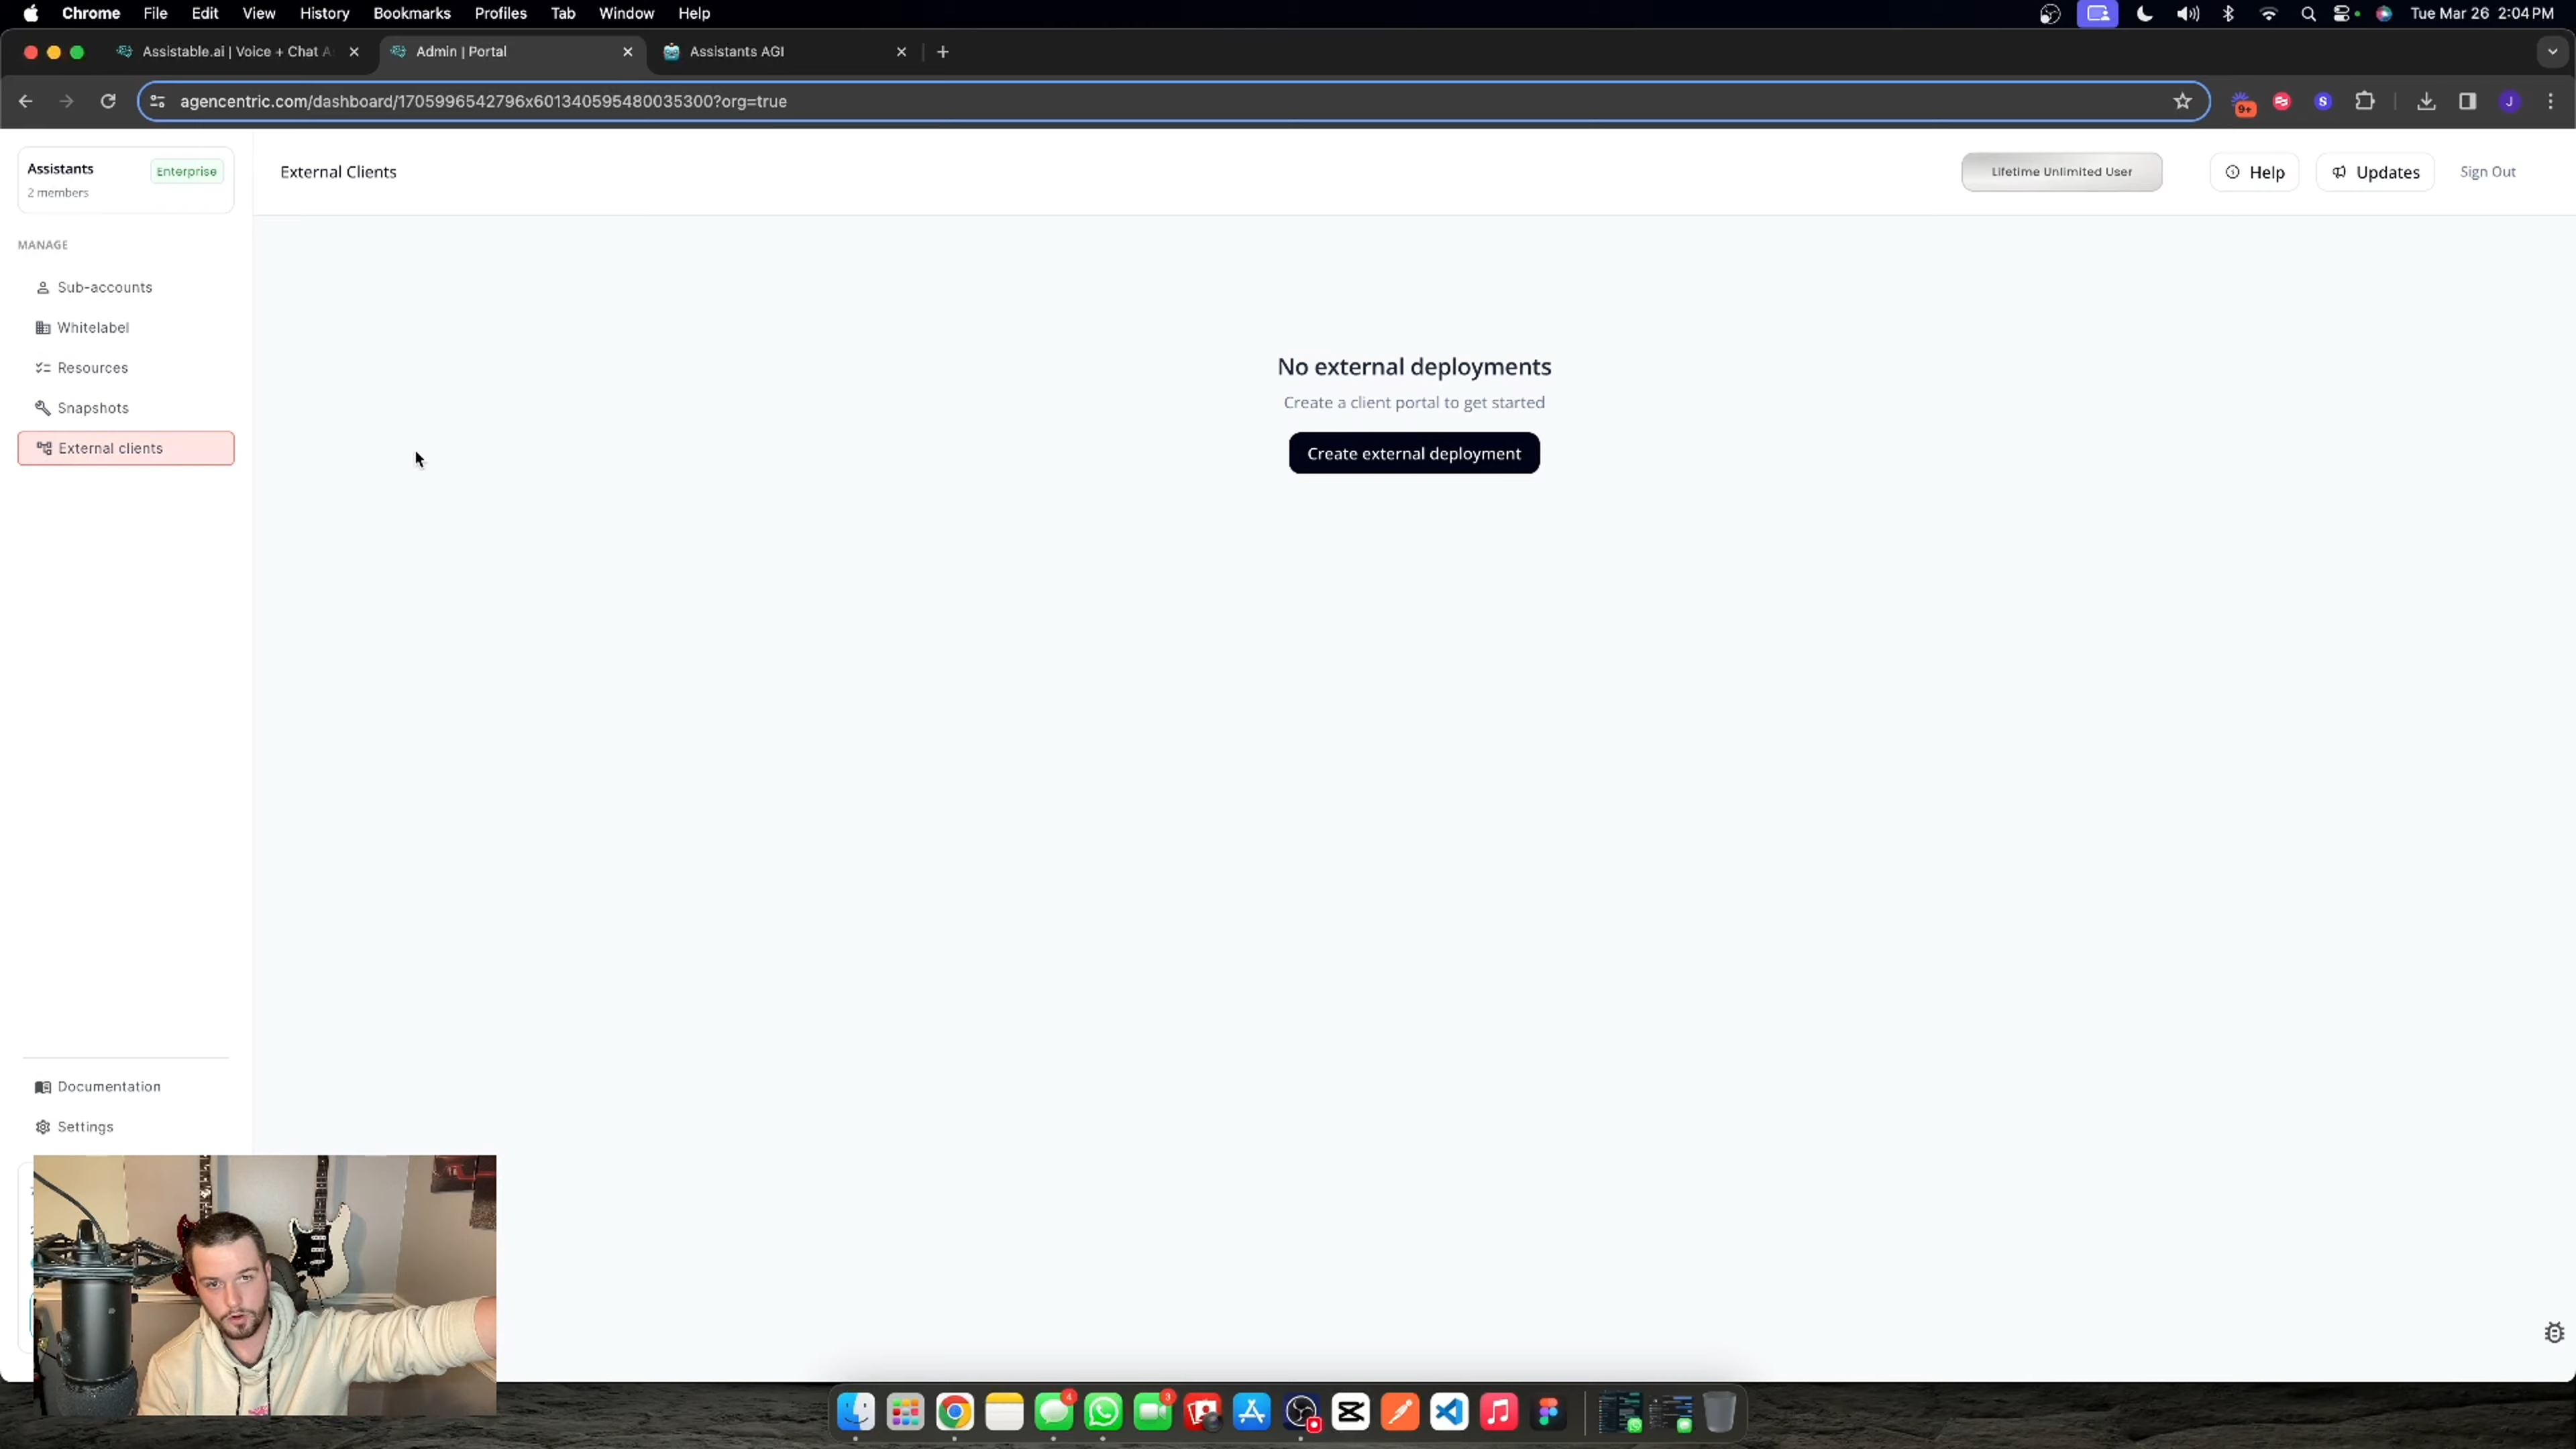 Chrome File Edit View History Bookmarks Profiles Tab Window Help Tue Mar 26 2:04 PM
Assistable.ai | Voice + Chat A Admin | Portal Assistants AGI
agencentric.com/dashboard/1705996542796x601340595480035300?org=true
9+
S
J
Assistants Enterprise
2 members
External Clients
Lifetime Unlimited User
Help
Updates
Sign Out
MANAGE
Sub-accounts
Whitelabel
Resources
Snapshots
External clients
No external deployments
Create a client portal to get started
Create external deployment
Documentation
Settings
4
3